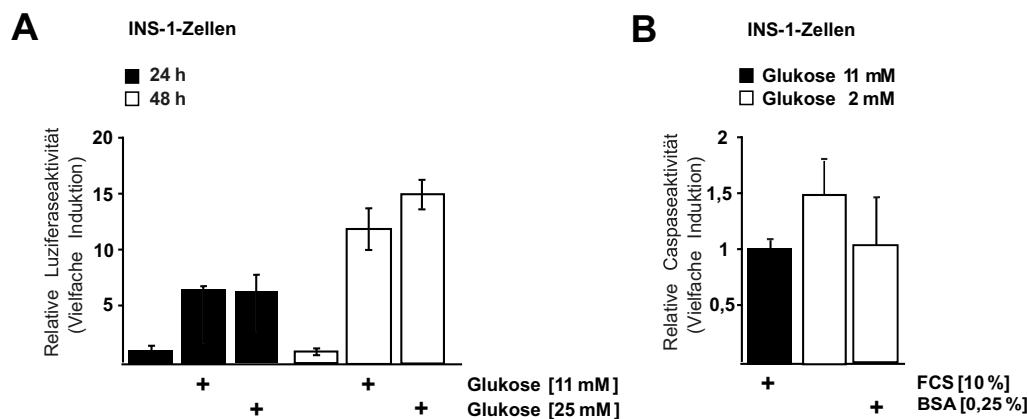 A
INS-1-Zellen
24 h
48 h
Relative Luziferaseaktivität
(Vielfache Induktion)
20
15
10
5
+
+
Glukose [11 mM]
+
+
Glukose [25 mM]
B
INS-1-Zellen
Glukose 11 mM
Glukose 2 mM
Relative Caspaseaktivität
(Vielfache Induktion)
2
1,5
1
0,5
0
+
FCS [10 %]
+
BSA [0,25 %]